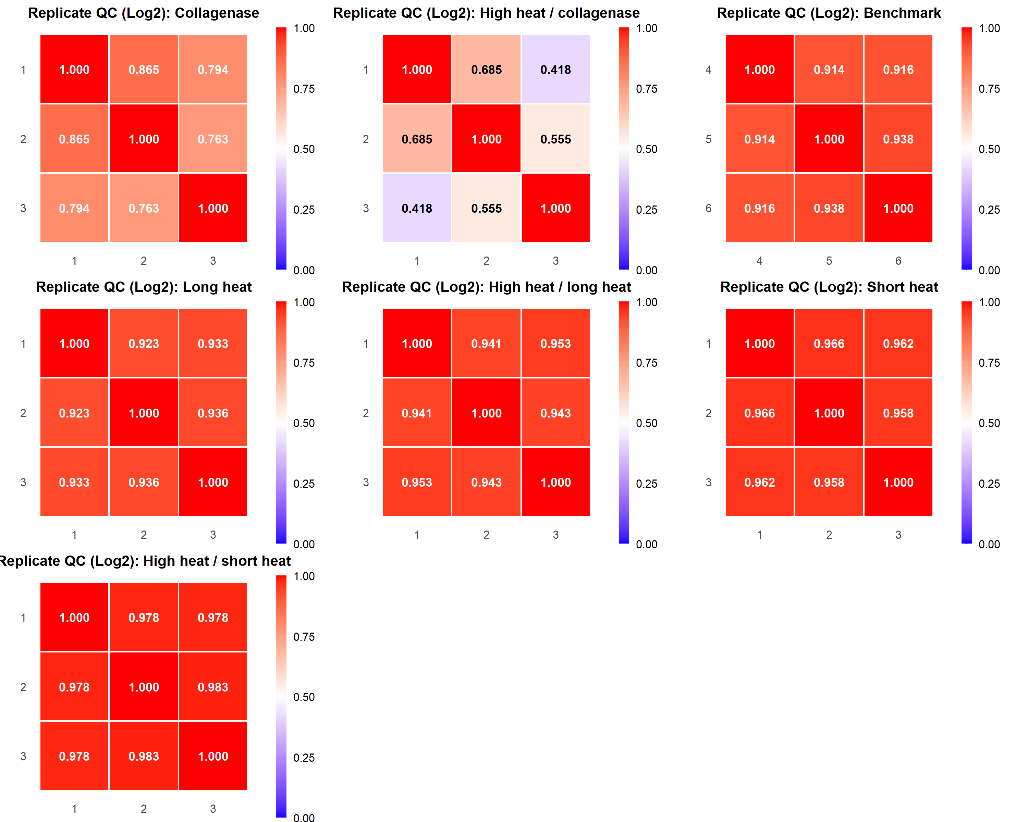 Replicate QC (Log2): Collagenase
1 1.000 0.865 0.794
2 0.865 1.000 0.763
3 0.794 0.763 1.000
1 2 3
1.00
0.75
0.50
0.25
0.00
Replicate QC (Log2): High heat / collagenase
1 1.000 0.685 0.418
2 0.685 1.000 0.555
3 0.418 0.555 1.000
1 2 3
1.00
0.75
0.50
0.25
0.00
Replicate QC (Log2): Benchmark
4 1.000 0.914 0.916
5 0.914 1.000 0.938
6 0.916 0.938 1.000
4 5 6
1.00
0.75
0.50
0.25
0.00
Replicate QC (Log2): Long heat
1 1.000 0.923 0.933
2 0.923 1.000 0.936
3 0.933 0.936 1.000
1 2 3
1.00
0.75
0.50
0.25
0.00
Replicate QC (Log2): High heat / long heat
1 1.000 0.941 0.953
2 0.941 1.000 0.943
3 0.953 0.943 1.000
1 2 3
1.00
0.75
0.50
0.25
0.00
Replicate QC (Log2): Short heat
1 1.000 0.966 0.962
2 0.966 1.000 0.958
3 0.962 0.958 1.000
1 2 3
1.00
0.75
0.50
0.25
0.00
Replicate QC (Log2): High heat / short heat
1 1.000 0.978 0.978
2 0.978 1.000 0.983
3 0.978 0.983 1.000
1 2 3
1.00
0.75
0.50
0.25
0.00